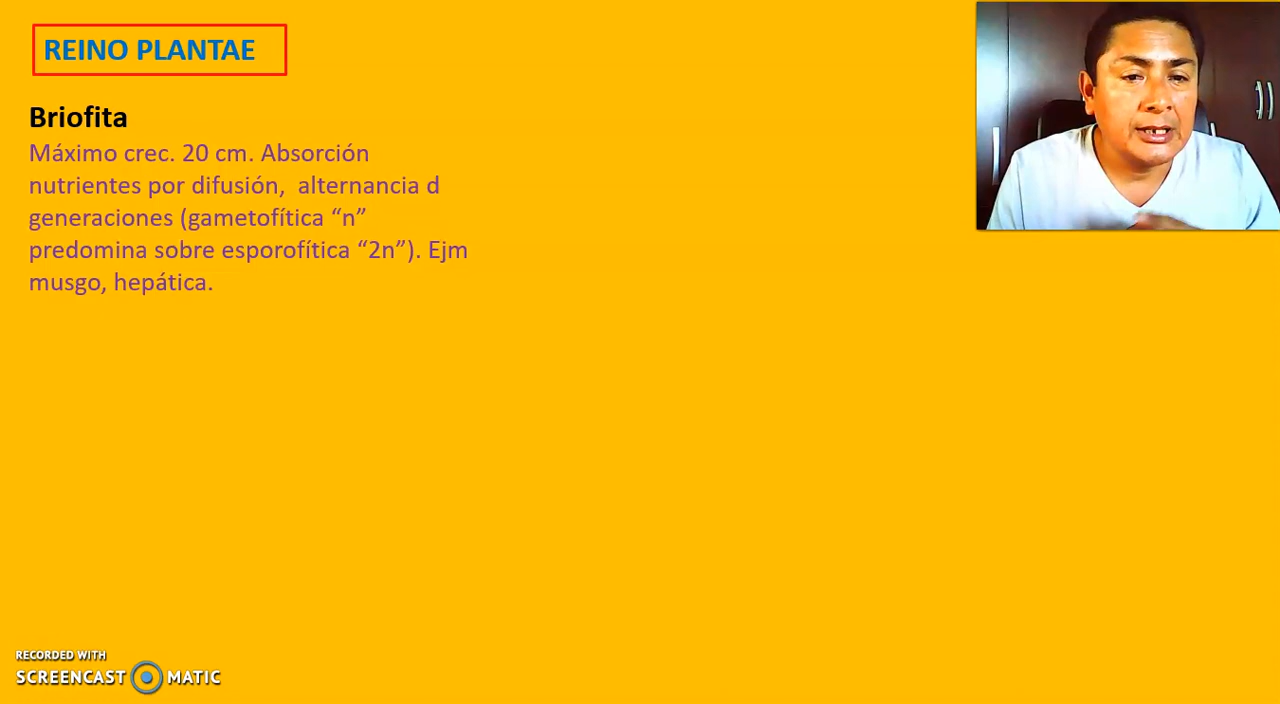 REINO PLANTAE
Briofita
Máximo crec. 20 cm. Absorción
nutrientes por difusión,  alternancia d
generaciones (gametofítica “n”
predomina sobre esporofítica “2n”). Ejm
musgo, hepática.
RECORDED WITH
SCREENCAST MATIC